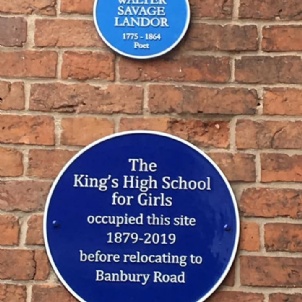 WALTER
SAVAGE
LANDOR
1775 - 1864
Poet
The
King's High School
for Girls
occupied this site
1879-2019
before relocating to
Banbury Road